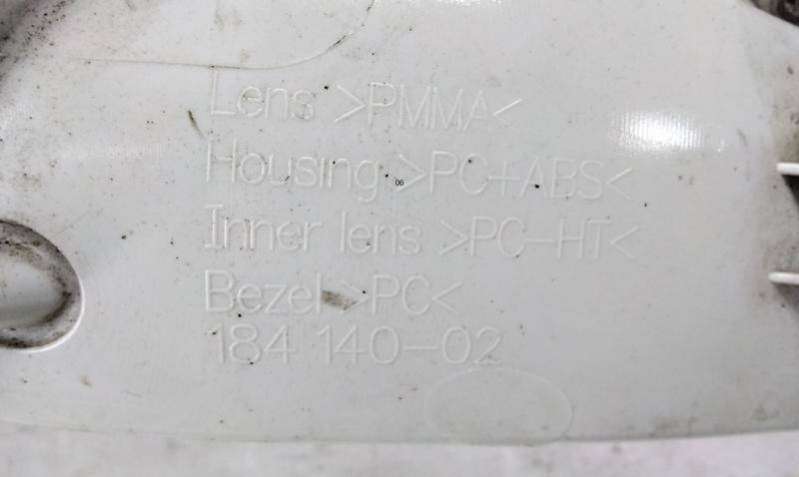 Lens >PMMA<
Housing >PC+ABS<
Inner lens >PC-HT<
Bezel >PC<
184 140-02